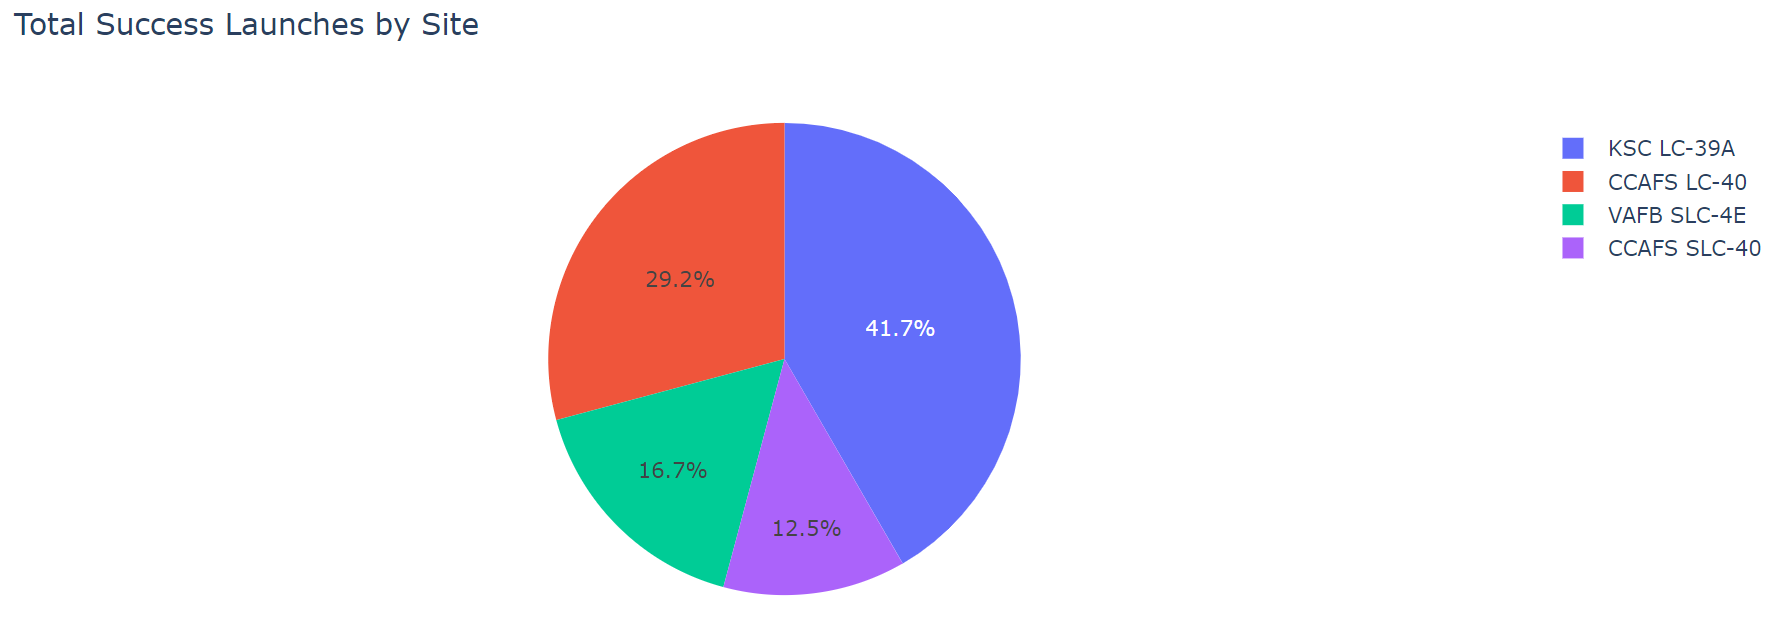 Total Success Launches by Site
KSC LC-39A
CCAFS LC-40
VAFB SLC-4E
CCAFS SLC-40
29.2%
41.7%
16.7%
12.5%